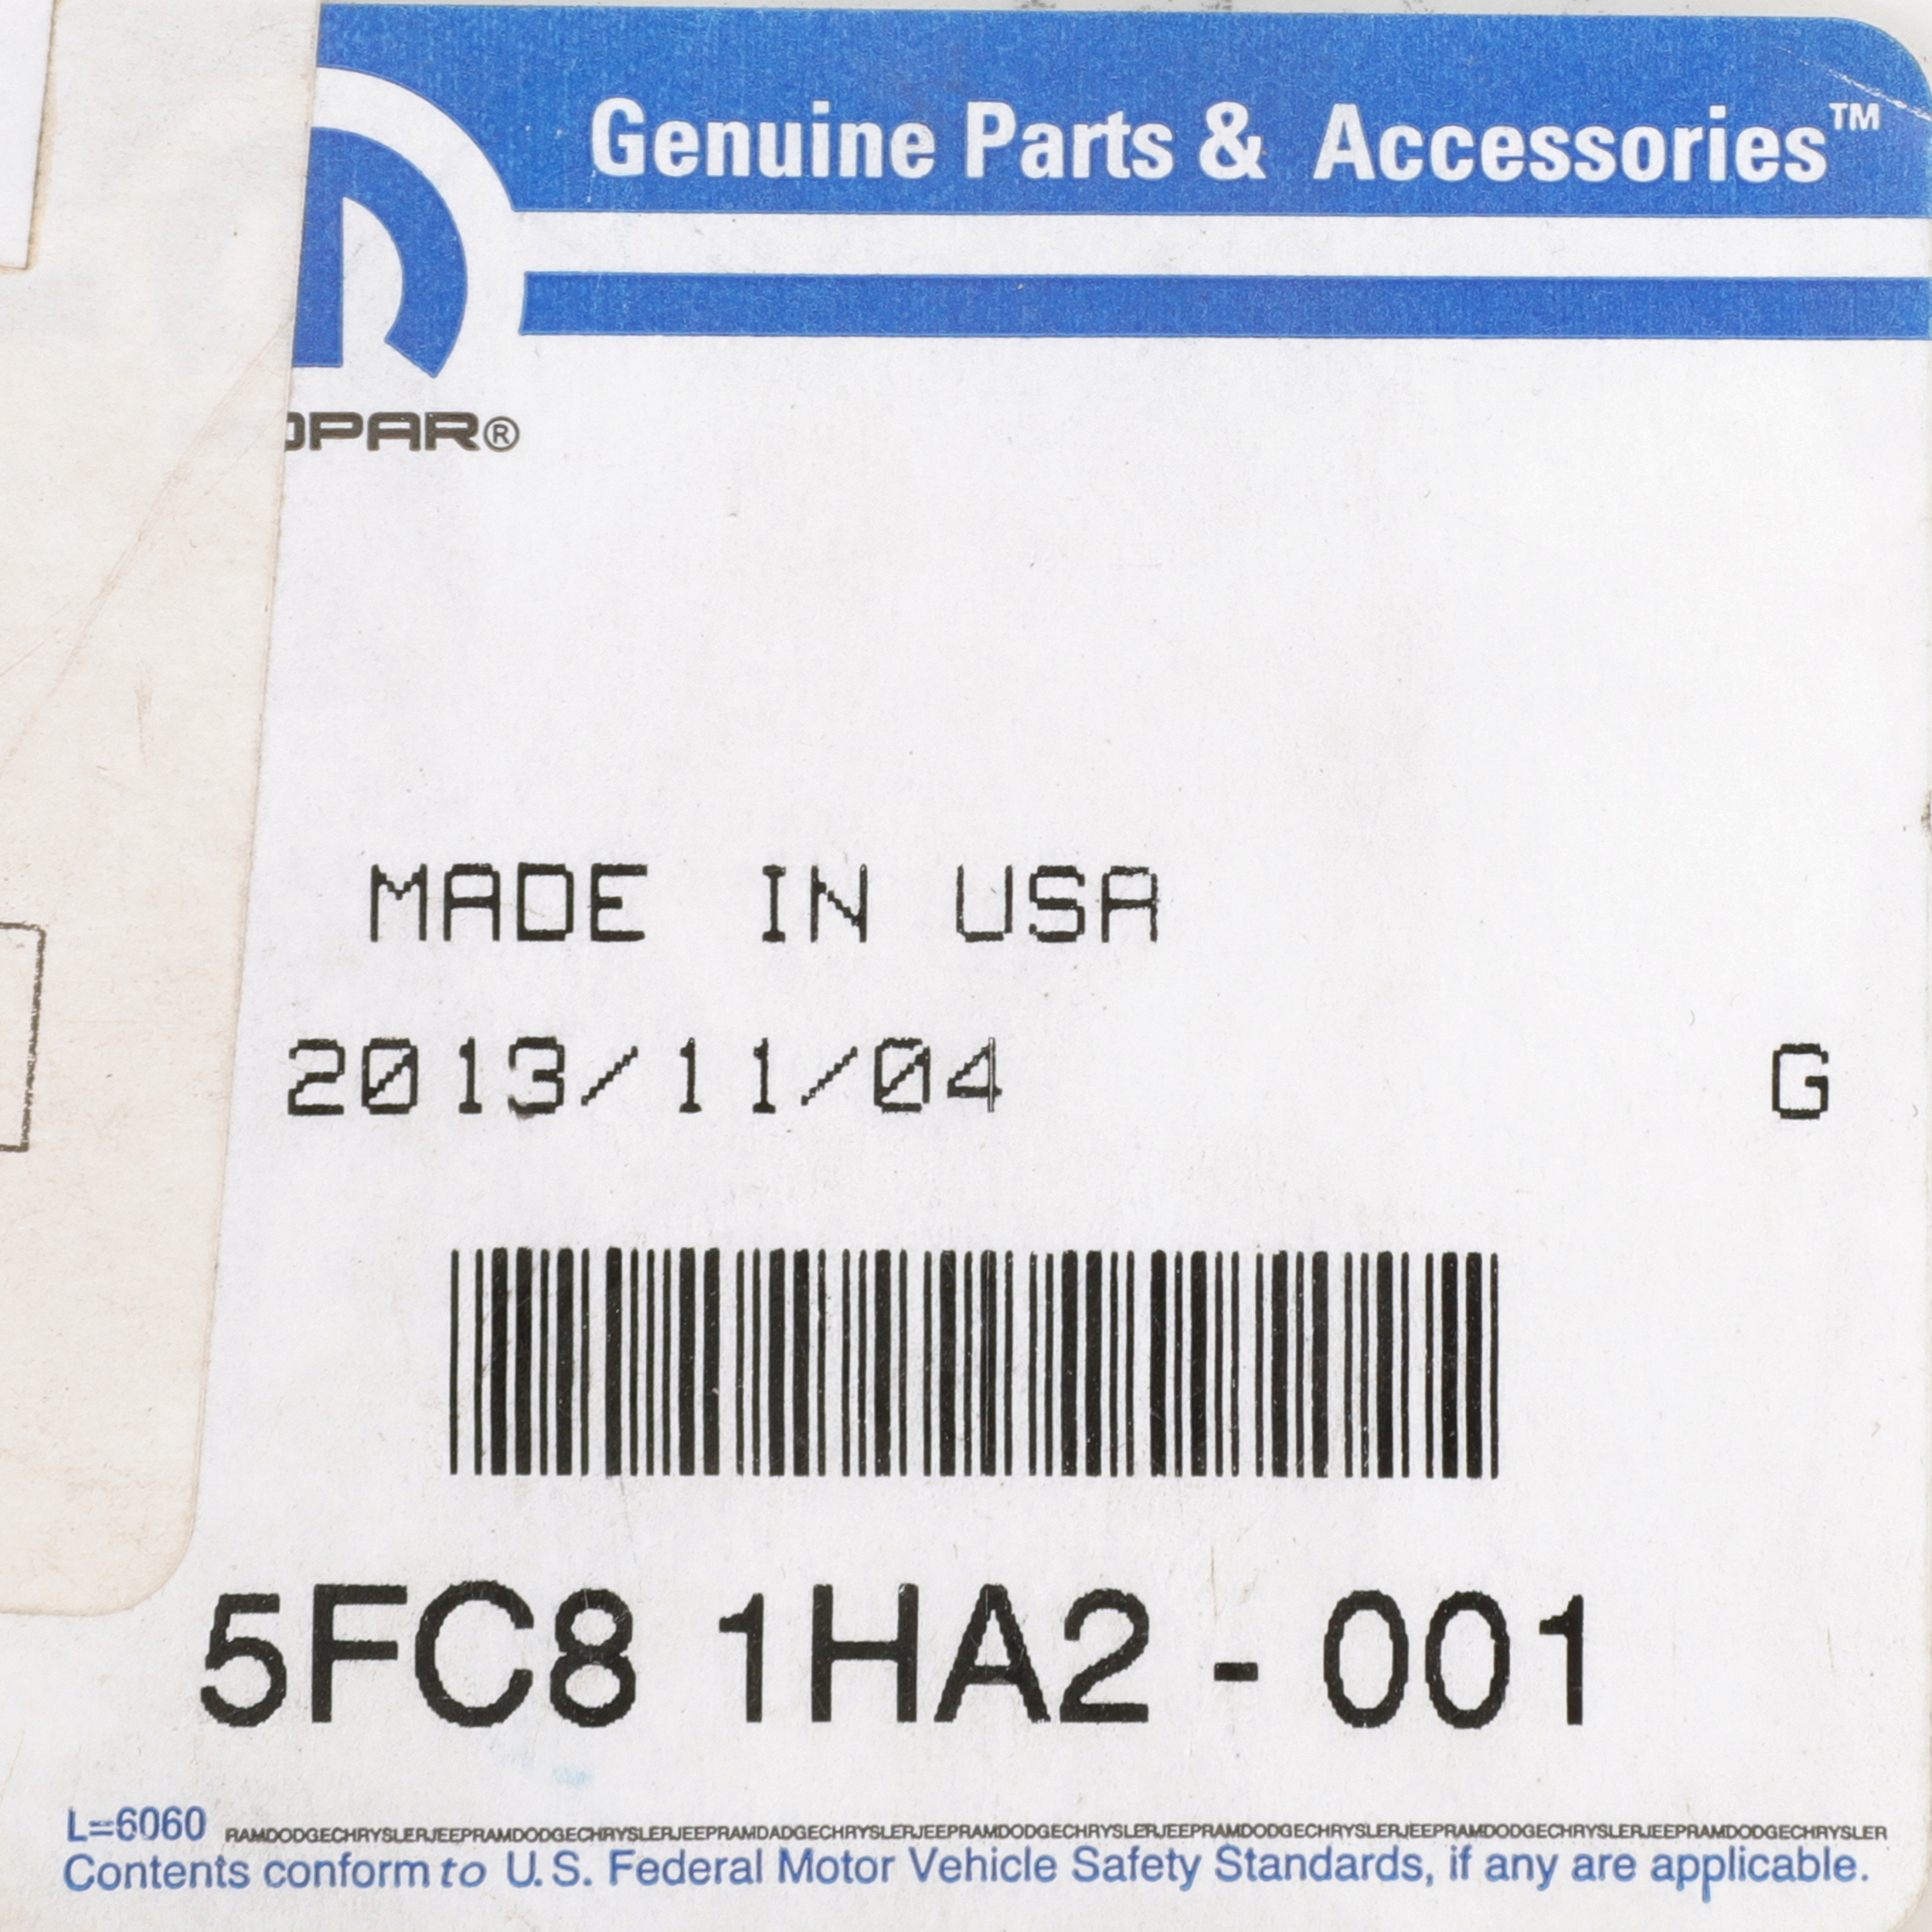 Genuine Parts & Accessories™
OPAR®
MADE IN USA
2013/11/04 G
5FC8 1HA2 - 001
L=6060 RAMDODGECHRYSLERJEEPRAMDODGECHRYSLERJEEPRAMDADGECHRYSLERJEEPRAMDODGECHRYSLERJEEPRAMDODGECHRYSLERJEEPRAMDODGECHRYSLERJEEPRAMDODGECHRYSLER
Contents conform to U.S. Federal Motor Vehicle Safety Standards, if any are applicable.